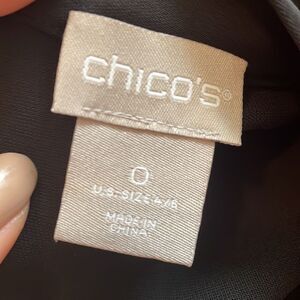 chico's®
0
U.S. SIZE 4/6
MADE IN
CHINA